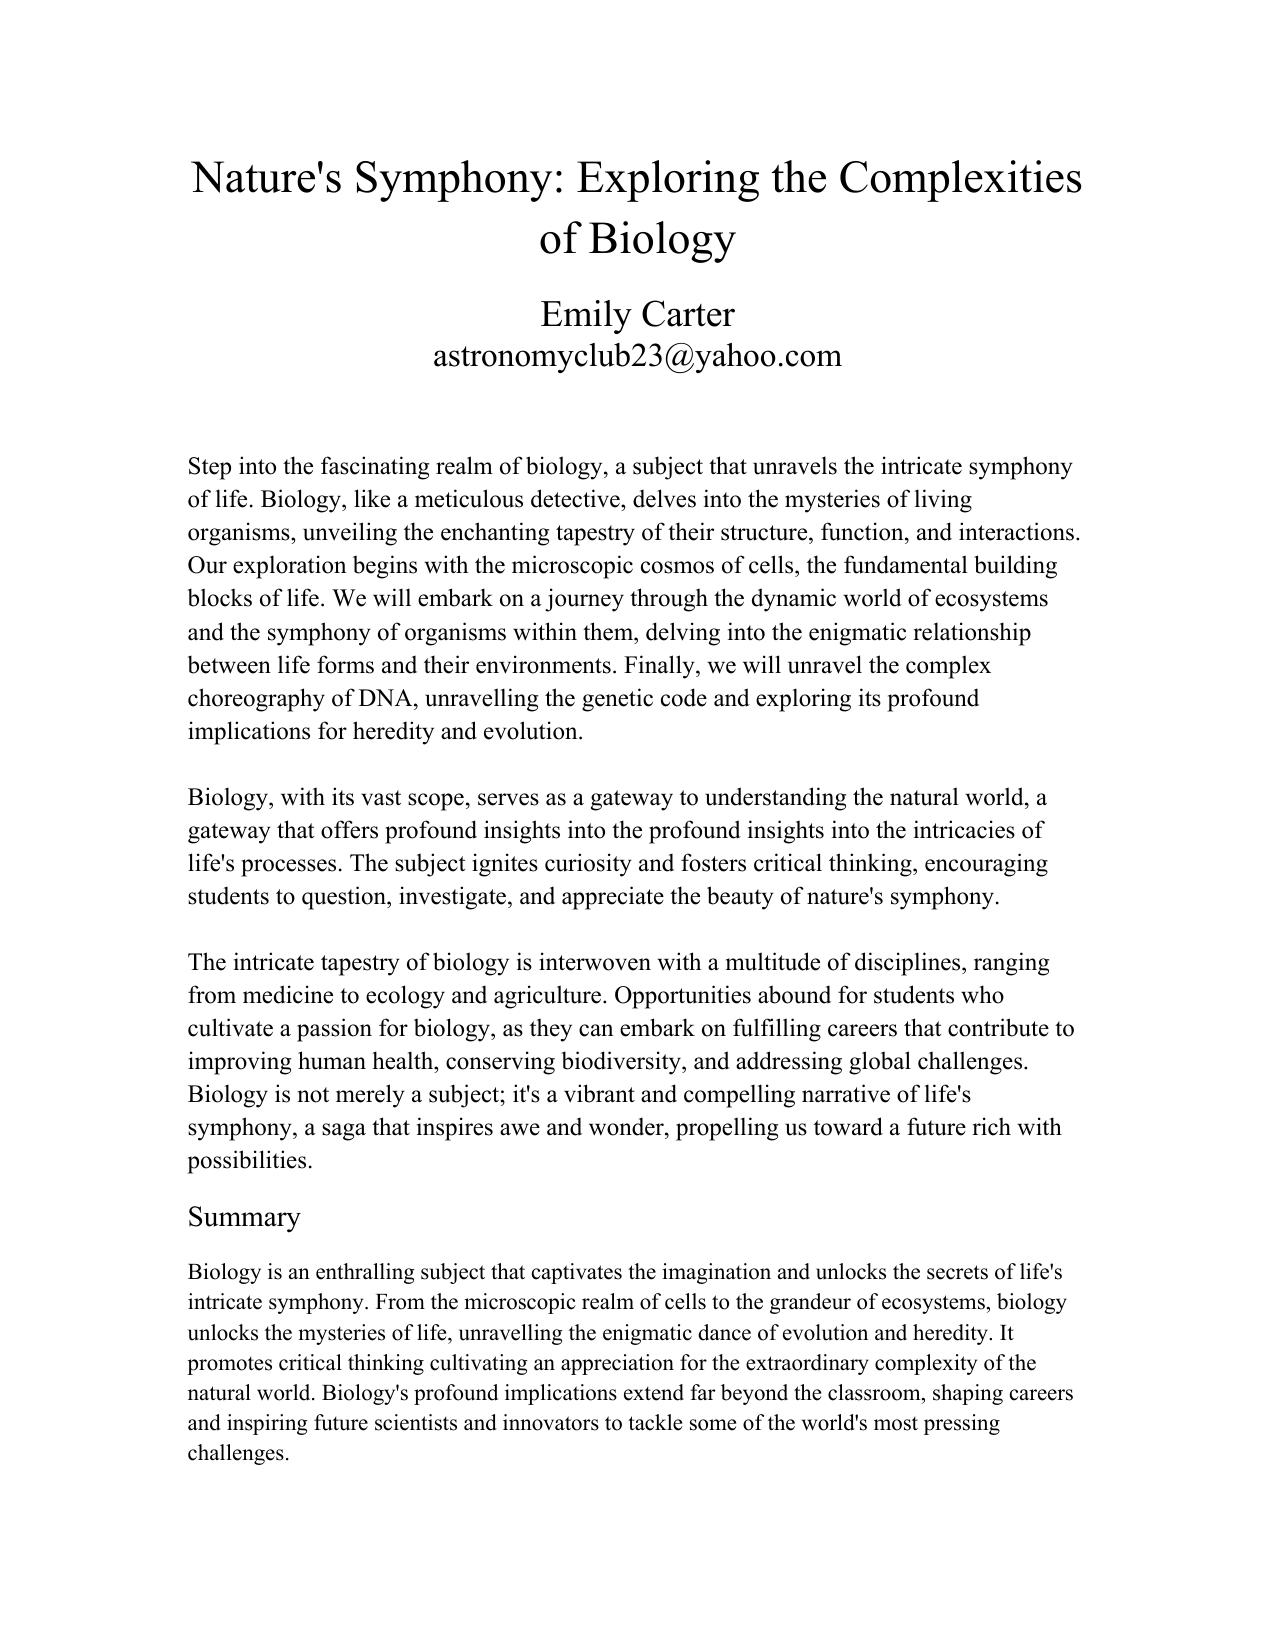 Nature's Symphony: Exploring the Complexities
of Biology
Emily Carter
astronomyclub23@yahoo.com
Step into the fascinating realm of biology, a subject that unravels the intricate symphony
of life. Biology, like a meticulous detective, delves into the mysteries of living
organisms, unveiling the enchanting tapestry of their structure, function, and interactions.
Our exploration begins with the microscopic cosmos of cells, the fundamental building
blocks of life. We will embark on a journey through the dynamic world of ecosystems
and the symphony of organisms within them, delving into the enigmatic relationship
between life forms and their environments. Finally, we will unravel the complex
choreography of DNA, unravelling the genetic code and exploring its profound
implications for heredity and evolution.
Biology, with its vast scope, serves as a gateway to understanding the natural world, a
gateway that offers profound insights into the profound insights into the intricacies of
life's processes. The subject ignites curiosity and fosters critical thinking, encouraging
students to question, investigate, and appreciate the beauty of nature's symphony.
The intricate tapestry of biology is interwoven with a multitude of disciplines, ranging
from medicine to ecology and agriculture. Opportunities abound for students who
cultivate a passion for biology, as they can embark on fulfilling careers that contribute to
improving human health, conserving biodiversity, and addressing global challenges.
Biology is not merely a subject; it's a vibrant and compelling narrative of life's
symphony, a saga that inspires awe and wonder, propelling us toward a future rich with
possibilities.
Summary
Biology is an enthralling subject that captivates the imagination and unlocks the secrets of life's
intricate symphony. From the microscopic realm of cells to the grandeur of ecosystems, biology
unlocks the mysteries of life, unravelling the enigmatic dance of evolution and heredity. It
promotes critical thinking cultivating an appreciation for the extraordinary complexity of the
natural world. Biology's profound implications extend far beyond the classroom, shaping careers
and inspiring future scientists and innovators to tackle some of the world's most pressing
challenges.